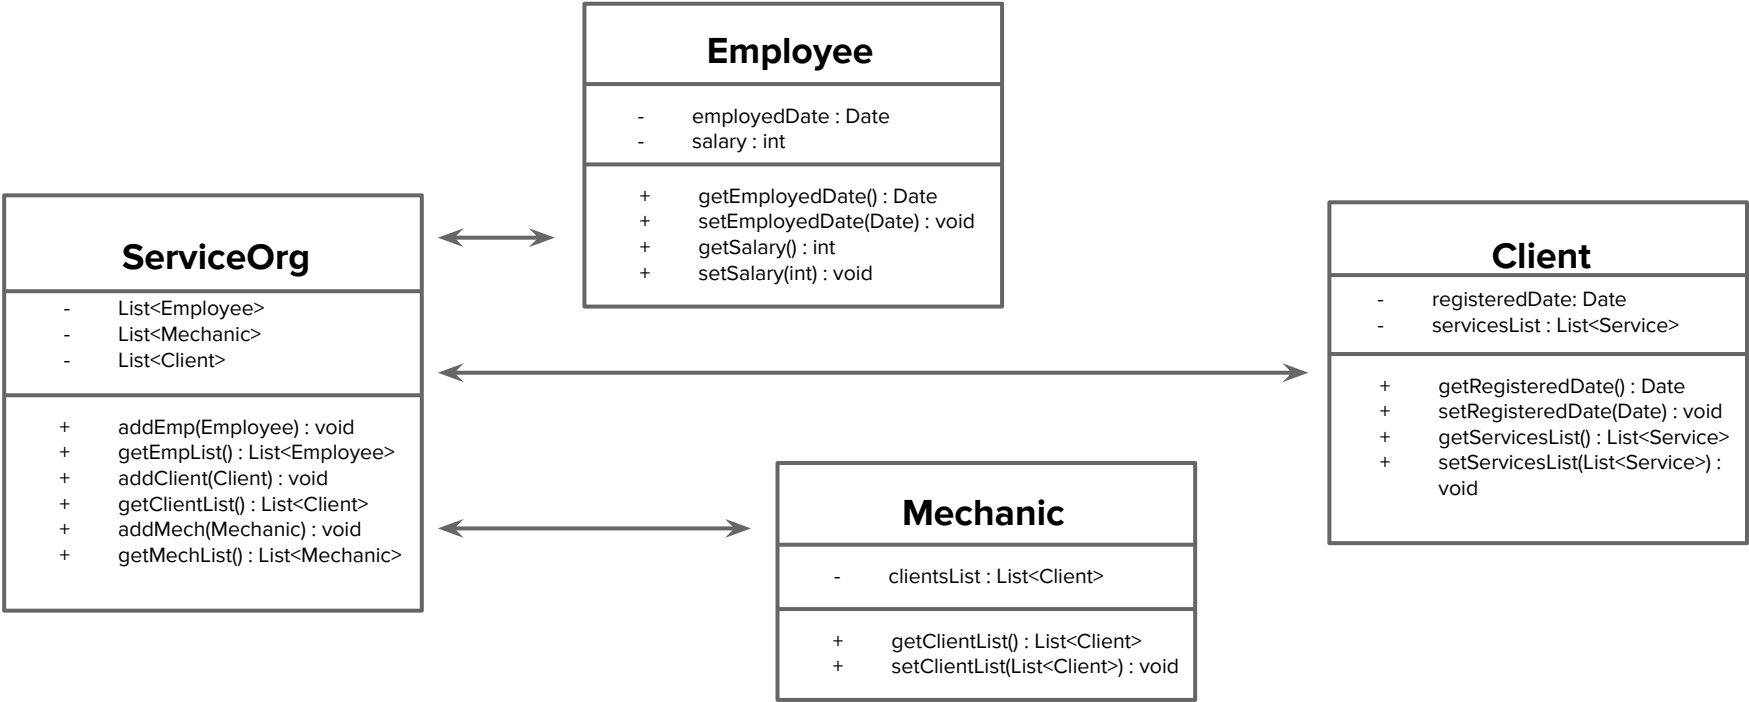 Employee
- employedDate : Date
- salary : int
+ getEmployedDate() : Date
+ setEmployedDate(Date) : void
+ getSalary() : int
+ setSalary(int) : void
ServiceOrg
- List<Employee>
- List<Mechanic>
- List<Client>
+ addEmp(Employee) : void
+ getEmpList() : List<Employee>
+ addClient(Client) : void
+ getClientList() : List<Client>
+ addMech(Mechanic) : void
+ getMechList() : List<Mechanic>
Client
- registeredDate: Date
- servicesList : List<Service>
+ getRegisteredDate() : Date
+ setRegisteredDate(Date) : void
+ getServicesList() : List<Service>
+ setServicesList(List<Service>) :
void
Mechanic
- clientsList : List<Client>
+ getClientList() : List<Client>
+ setClientList(List<Client>) : void